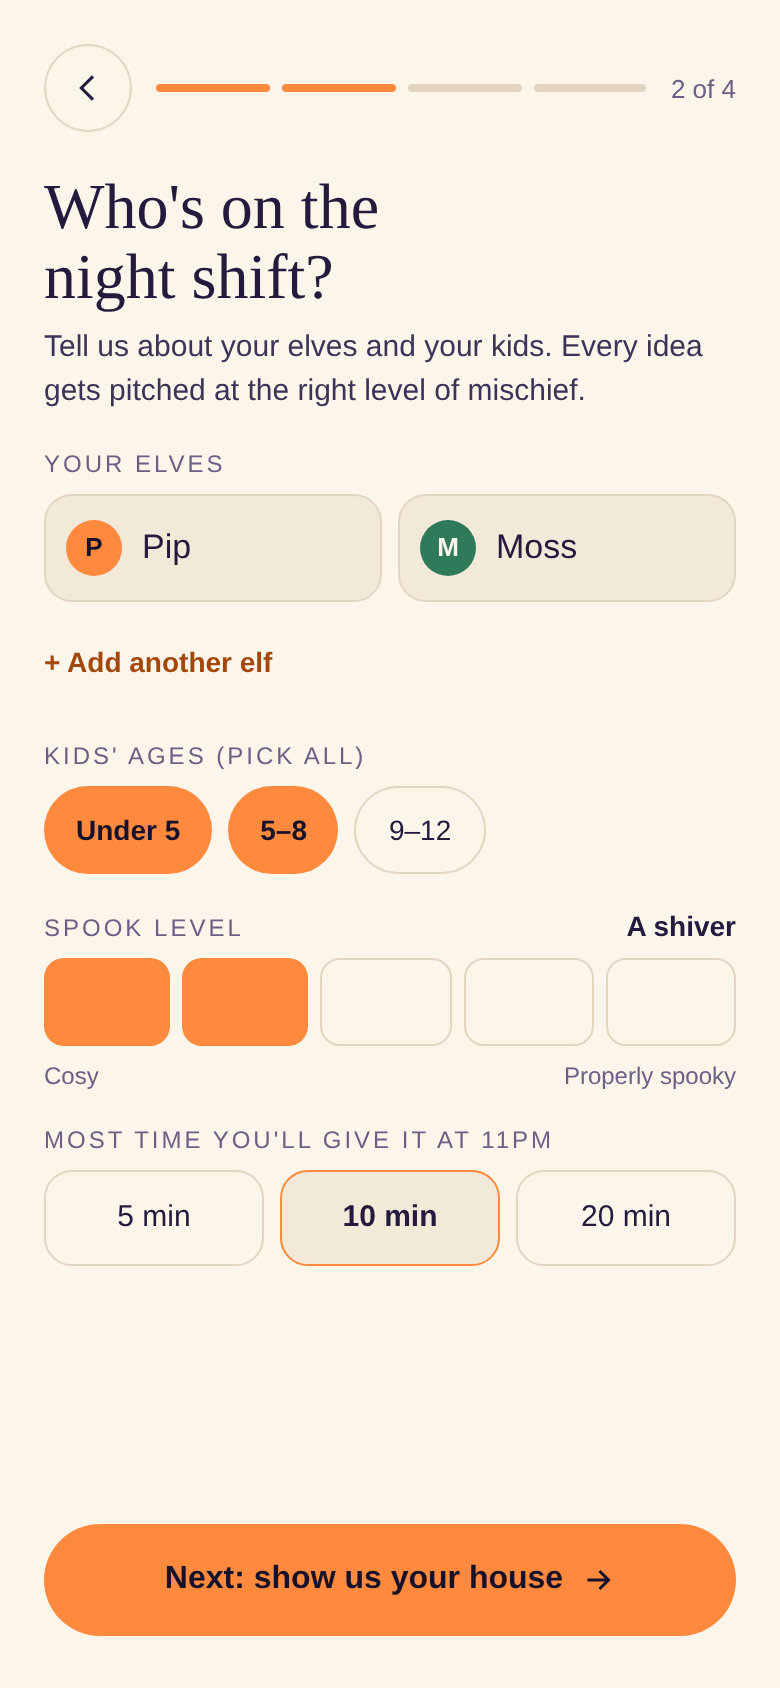 2 of 4
Who's on the
night shift?
Tell us about your elves and your kids. Every idea
gets pitched at the right level of mischief.
YOUR ELVES
P Pip
M Moss
+ Add another elf
KIDS' AGES (PICK ALL)
Under 5 5–8 9–12
SPOOK LEVEL A shiver
Cosy Properly spooky
MOST TIME YOU'LL GIVE IT AT 11PM
5 min 10 min 20 min
Next: show us your house →